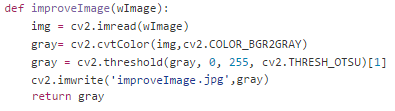 def improveImage(wImage):
    img = cv2.imread(wImage)
    gray= cv2.cvtColor(img,cv2.COLOR_BGR2GRAY)
    gray = cv2.threshold(gray, 0, 255, cv2.THRESH_OTSU)[1]
    cv2.imwrite('improveImage.jpg',gray)
    return gray